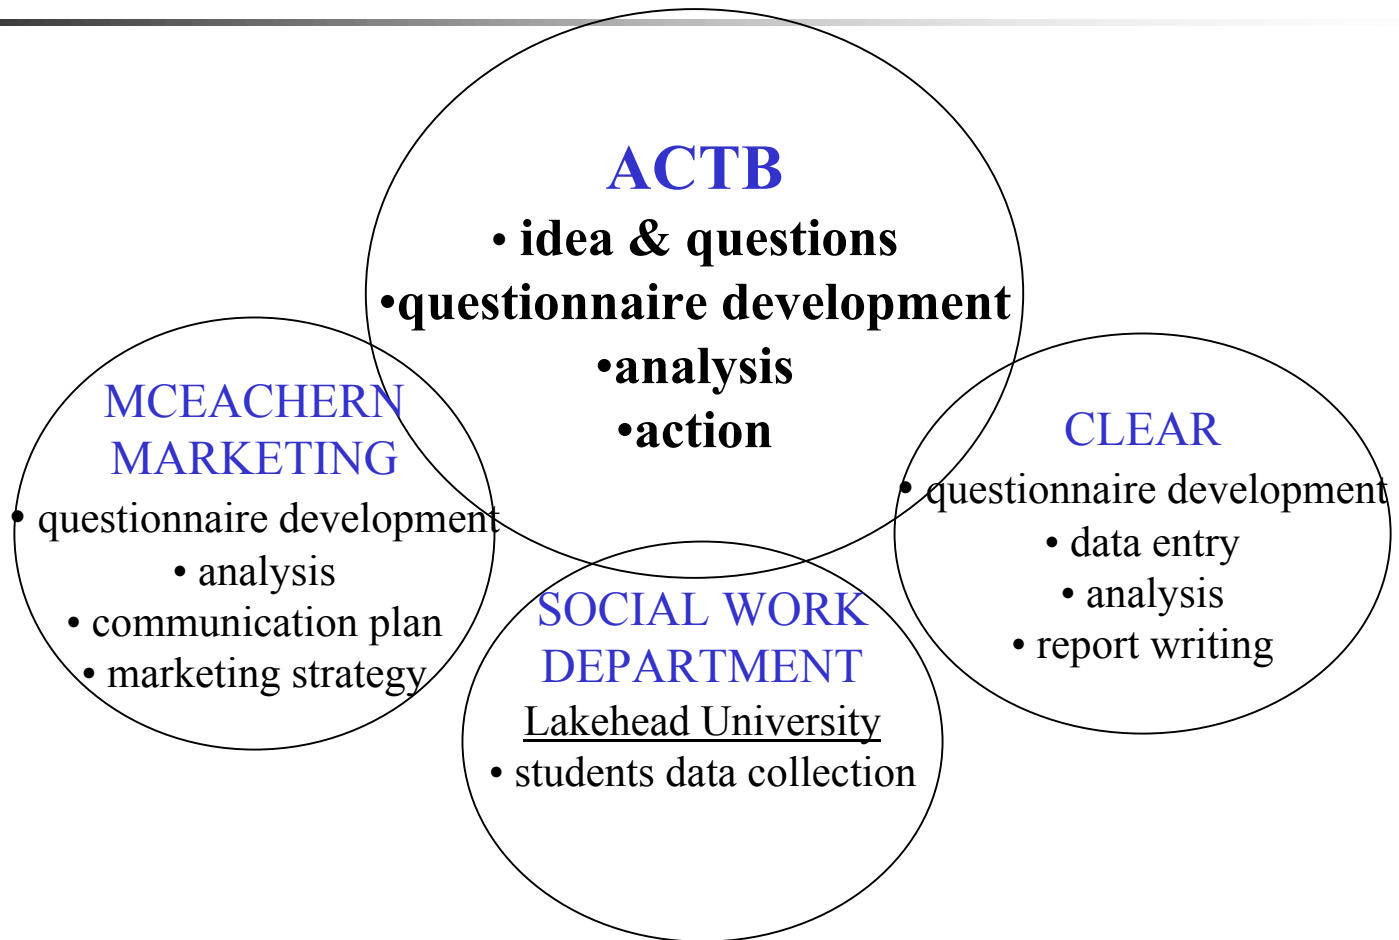 ACTB
• idea & questions
•questionnaire development
•analysis
•action
MCEACHERN
MARKETING
• questionnaire development
• analysis
• communication plan
• marketing strategy
SOCIAL WORK
DEPARTMENT
Lakehead University
• students data collection
CLEAR
• questionnaire development
• data entry
• analysis
• report writing